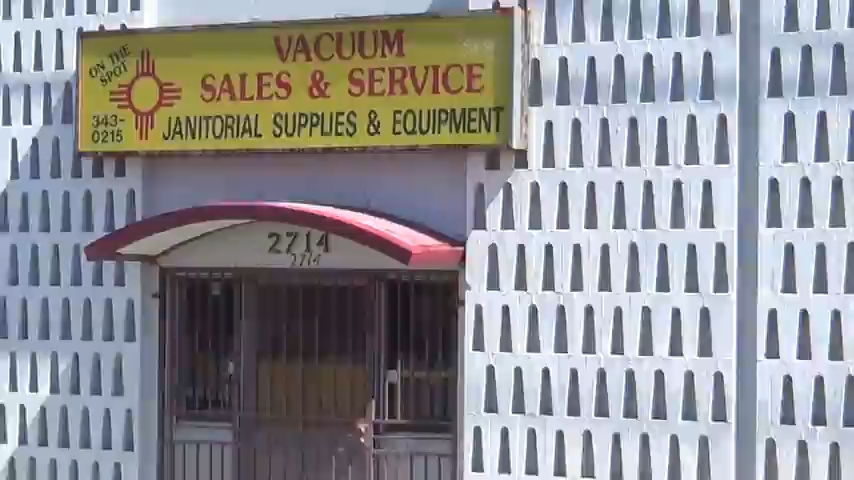 ON THE
SPOT
VACUUM
SALES & SERVICE
343-
0215
JANITORIAL SUPPLIES & EQUIPMENT
2714
2714